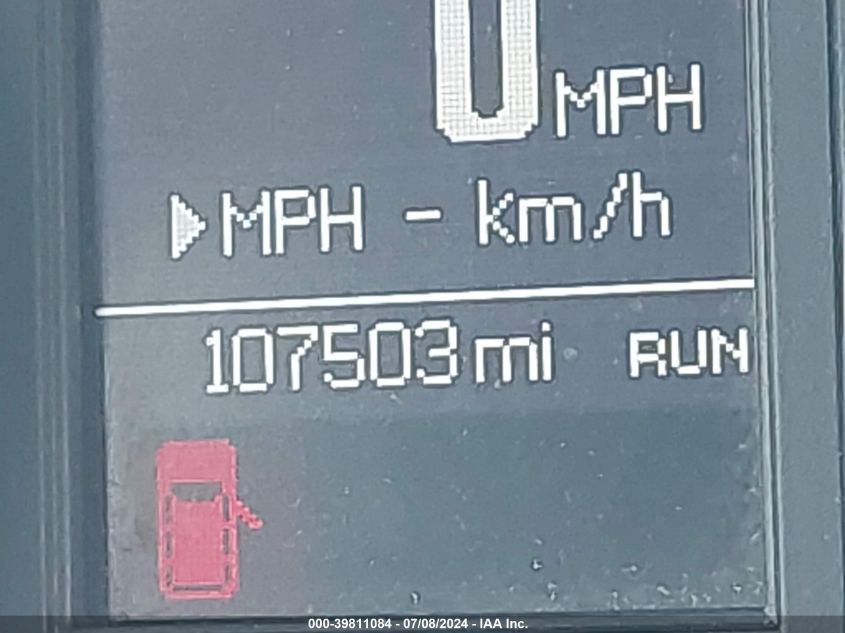 0 MPH
MPH - km/h
107503 mi RUN
000-39811084 - 07/08/2024 - IAA Inc.